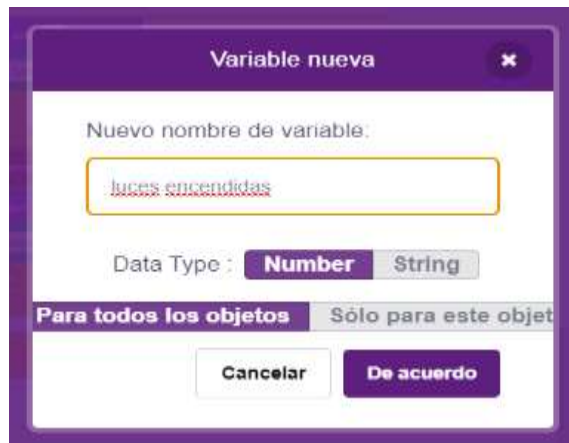 Variable nueva
Nuevo nombre de variable:
luces encendidas
Data Type : Number String
Para todos los objetos Sólo para este objet
Cancelar De acuerdo